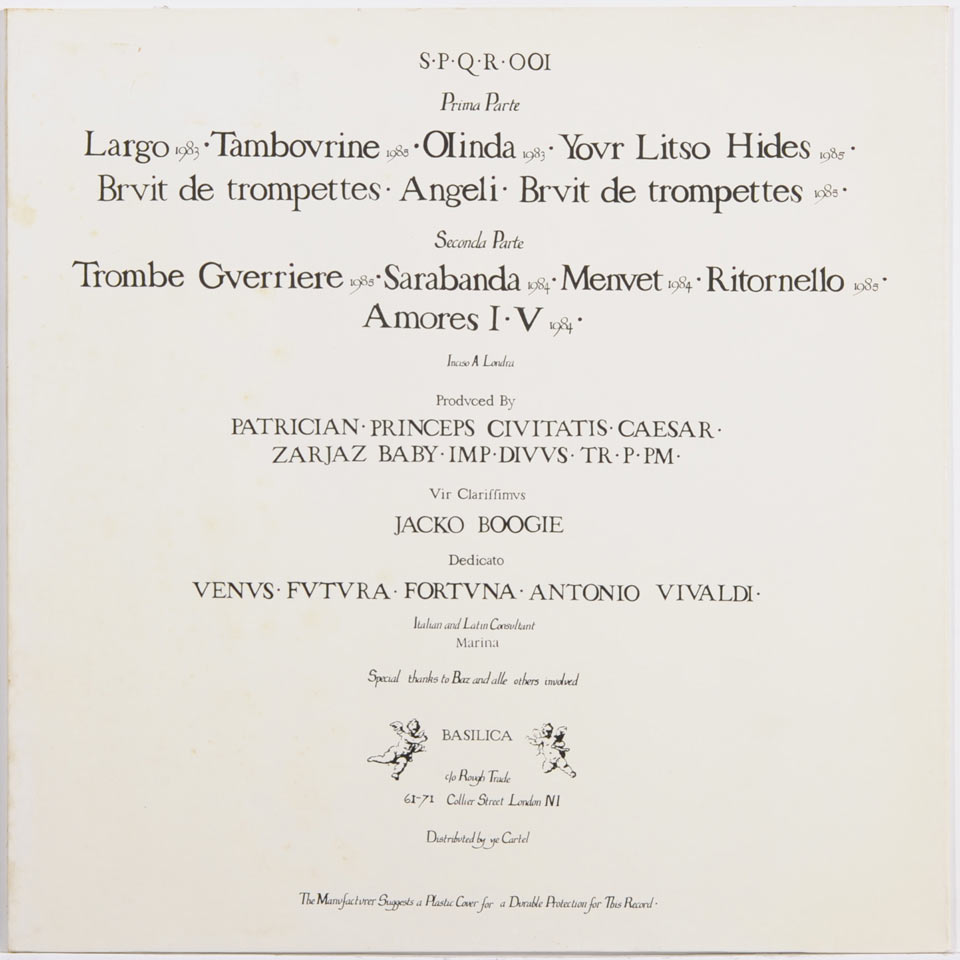 S·P·Q·R·OOI
Prima Parte
Largo 1983 · Tambovrine 1985 · Olinda 1983 · Yovr Litso Hides 1985 ·
Brvit de trompettes · Angeli · Brvit de trompettes 1985 ·
Seconda Parte
Trombe Gverriere 1985 · Sarabanda 1984 · Menvet 1984 · Ritornello 1985 ·
Amores I · V 1984 ·
Inciso A Londra
Prodvced By
PATRICIAN · PRINCEPS CIVITATIS · CAESAR ·
ZARJAZ BABY · IMP · DIVVS · TR · P · PM ·
Vir Clariſſimvs
JACKO BOOGIE
Dedicato
VENVS · FVTVRA · FORTVNA · ANTONIO VIVALDI ·
Italian and Latin Consultant
Marina
Special thanks to Baz and alle others involved
BASILICA
c/o Rough Trade
61-71 Collier Street London N1
Distribvted by ye Cartel
The Manvfactvrer Svggests a Plastic Cover for a Dvrable Protection for This Record ·